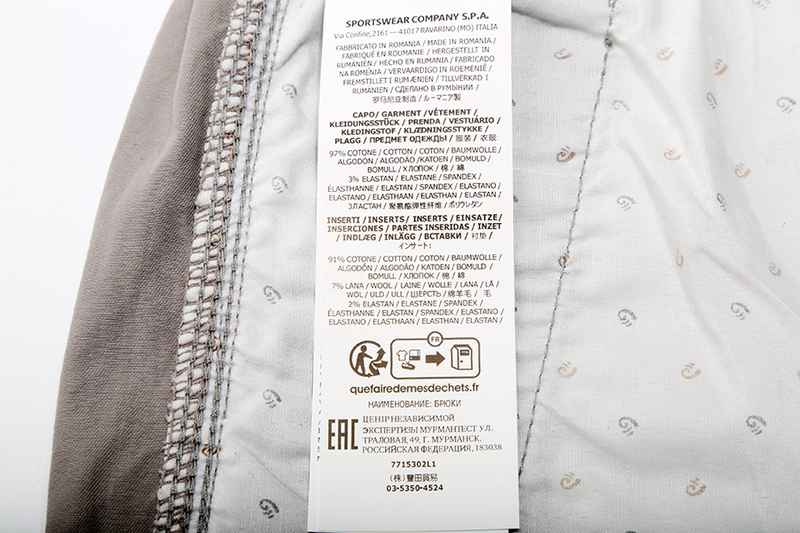 SPORTSWEAR COMPANY S.P.A.
Via Confine,2161 — 41017 RAVARINO (MO) ITALIA
FABBRICATO IN ROMANIA / MADE IN ROMANIA /
FABRIQUÉ EN ROUMANIE / HERGESTELLT IN
RUMÄNIEN / HECHO EN RUMANIA / FABRICADO
NA ROMÉNIA / VERVAARDIGD IN ROEMENIË /
FREMSTILLET I RUMÆNIEN / TILLVERKAD I
RUMÄNIEN / СДЕЛАНО В РУМЫНИИ /
罗马尼亚制造 / ルーマニア製
CAPO / GARMENT / VÊTEMENT /
KLEIDUNGSSTÜCK / PRENDA / VESTUÁRIO /
KLEDINGSTOF / KLÆDNINGSSTYKKE /
PLAGG / ПРЕДМЕТ ОДЕЖДЫ / 服装 / 衣服
97% COTONE / COTTON / COTON / BAUMWOLLE /
ALGODÓN / ALGODÃO / KATOEN / BOMULD /
BOMULL / ХЛОПОК / 棉 / 綿
3% ELASTAN / ELASTANE / SPANDEX /
ÉLASTHANNE / ELASTAN / SPANDEX / ELASTANO /
ELASTANO / ELASTHAAN / ELASTHAN / ELASTAN /
ЭЛАСТАН / 聚氨酯弹性纤维 / ポリウレタン
INSERTI / INSERTS / INSERTS / EINSATZE/
INSERCIONES / PARTES INSERIDAS / INZET
/ INDLÆG / INLÄGG / ВСТАВКИ / 衬垫 /
インサート:
91% COTONE / COTTON / COTON / BAUMWOLLE /
ALGODÓN / ALGODÃO / KATOEN / BOMULD /
BOMULL / ХЛОПОК / 棉 / 綿
7% LANA / WOOL / LAINE / WOLLE / LANA / LÃ /
WOL / ULD / ULL / ШЕРСТЬ / 绵羊毛 / 毛
2% ELASTAN / ELASTANE / SPANDEX /
ÉLASTHANNE / ELASTAN / SPANDEX / ELASTANO /
ELASTANO / ELASTHAAN / ELASTHAN / ELASTAN /
FR
quefairedemesdechets.fr
НАИМЕНОВАНИЕ: БРЮКИ
EAC
ЦЕНТР НЕЗАВИСИМОЙ
ЭКСПЕРТИЗЫ МУРМАНТЕСТ УЛ.
ТРАЛОВАЯ, 49, Г. МУРМАНСК.
РОССИЙСКАЯ ФЕДЕРАЦИЯ, 183038
7715302L1
(株) 豊田貿易
03-5350-4524